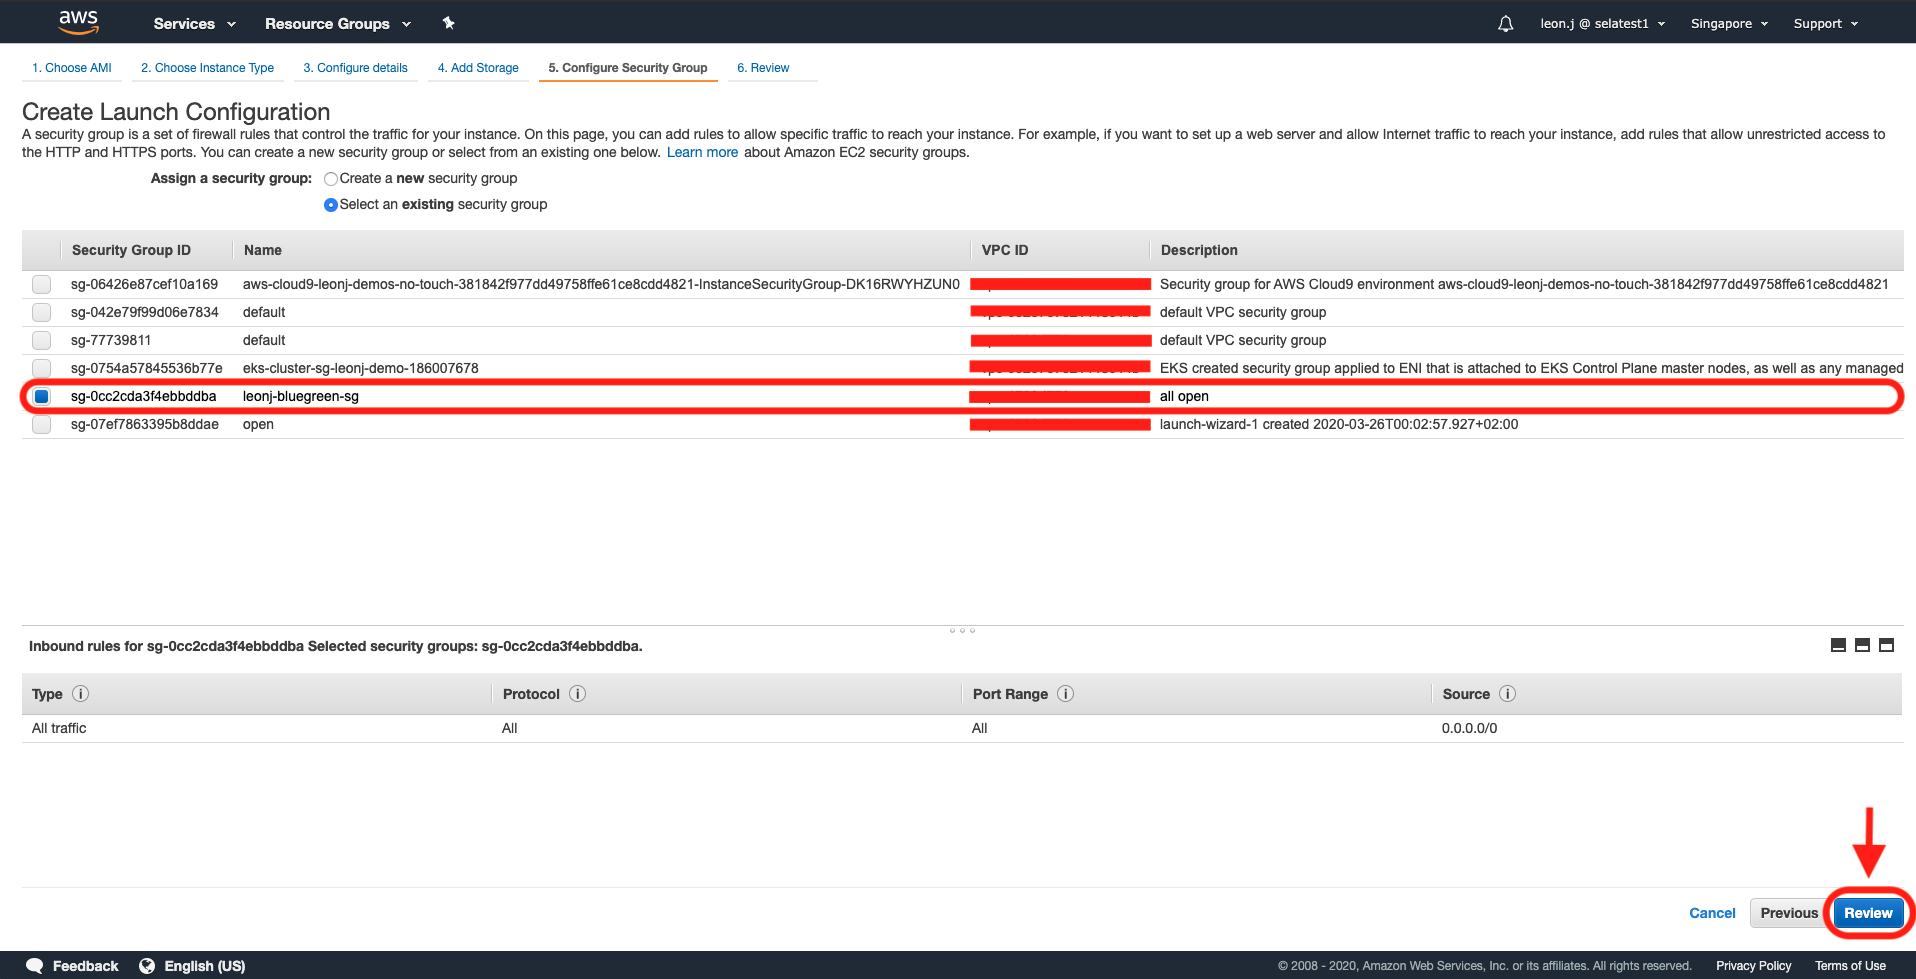 aws Services Resource Groups leon.j @ selatest1 Singapore Support
1. Choose AMI 2. Choose Instance Type 3. Configure details 4. Add Storage 5. Configure Security Group 6. Review
Create Launch Configuration
A security group is a set of firewall rules that control the traffic for your instance. On this page, you can add rules to allow specific traffic to reach your instance. For example, if you want to set up a web server and allow Internet traffic to reach your instance, add rules that allow unrestricted access to
the HTTP and HTTPS ports. You can create a new security group or select from an existing one below. Learn more about Amazon EC2 security groups.
Assign a security group: Create a new security group
Select an existing security group
Security Group ID Name VPC ID Description
sg-06426e87cef10a169 aws-cloud9-leonj-demos-no-touch-381842f977dd49758ffe61ce8cdd4821-InstanceSecurityGroup-DK16RWYHZUN0 Security group for AWS Cloud9 environment aws-cloud9-leonj-demos-no-touch-381842f977dd49758ffe61ce8cdd4821
sg-042e79f99d06e7834 default default VPC security group
sg-77739811 default default VPC security group
sg-0754a57845536b77e eks-cluster-sg-leonj-demo-186007678 EKS created security group applied to ENI that is attached to EKS Control Plane master nodes, as well as any managed
sg-0cc2cda3f4ebbddba leonj-bluegreen-sg all open
sg-07ef7863395b8ddae open launch-wizard-1 created 2020-03-26T00:02:57.927+02:00
Inbound rules for sg-0cc2cda3f4ebbddba Selected security groups: sg-0cc2cda3f4ebbddba.
Type i Protocol i Port Range i Source i
All traffic All All 0.0.0.0/0
Cancel Previous Review
Feedback English (US) © 2008 - 2020, Amazon Web Services, Inc. or its affiliates. All rights reserved. Privacy Policy Terms of Use